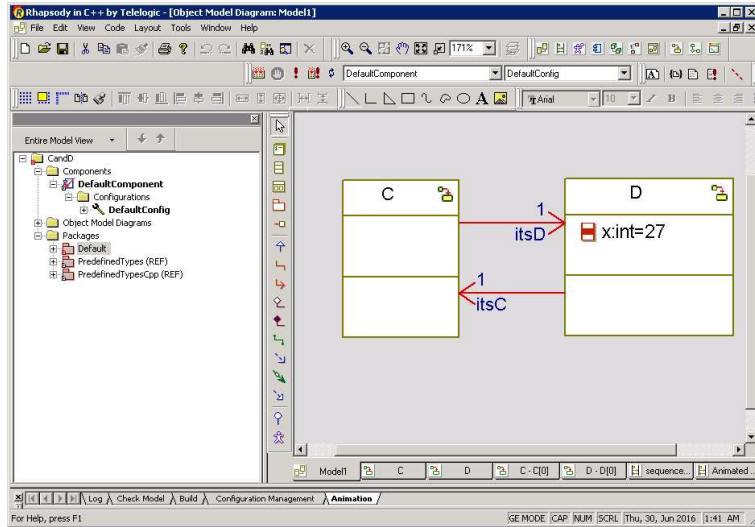 Rhapsody in C++ by Telelogic - [Object Model Diagram: Model1]
File Edit View Code Layout Tools Window Help
171%
DefaultComponent DefaultConfig
Arial 10 B
Entire Model View
CandD
Components
DefaultComponent
Configurations
DefaultConfig
Object Model Diagrams
Packages
Default
PredefinedTypes (REF)
PredefinedTypesCpp (REF)
C
D
1
itsD
x:int=27
1
itsC
Model1 C D C - C[0] D - D[0] sequence... Animated ...
Log Check Model Build Configuration Management Animation
For Help, press F1 GE MODE CAP NUM SCRL Thu, 30, Jun 2016 1:41 AM